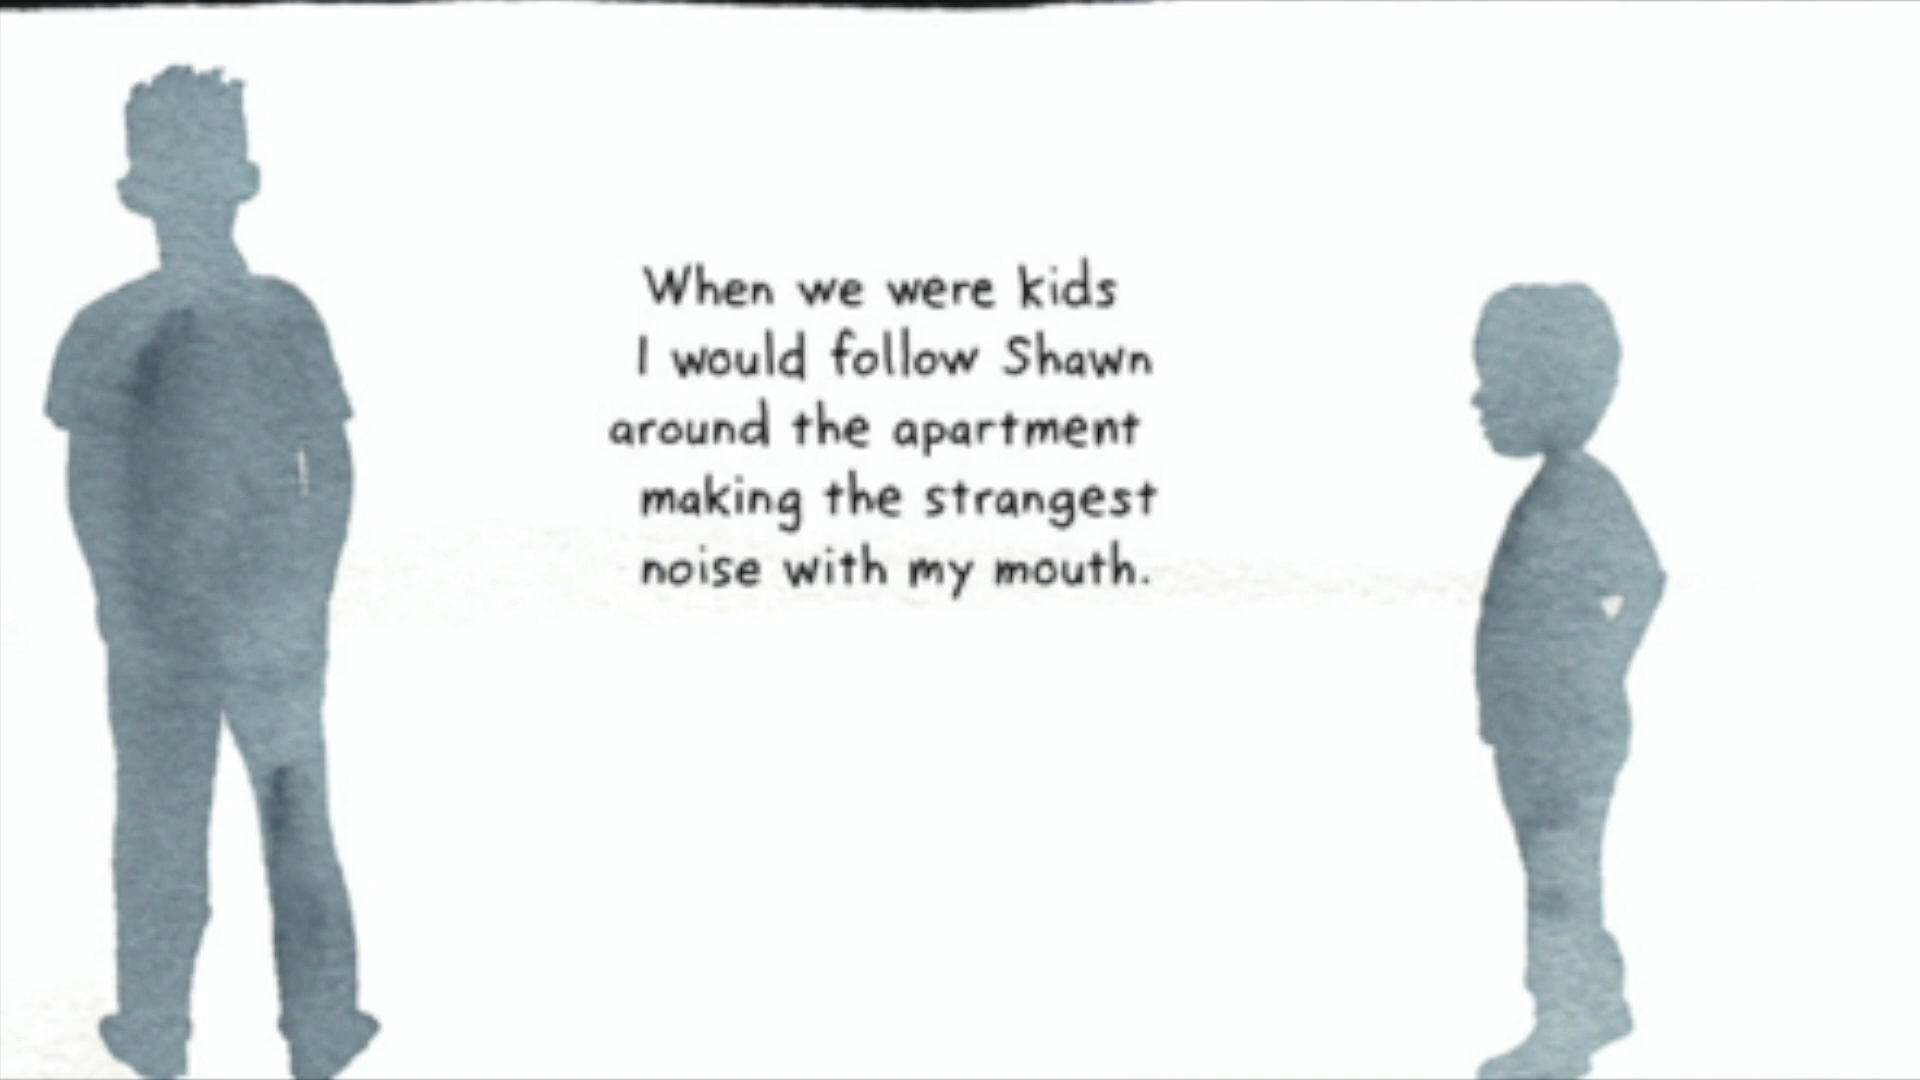 When we were kids
I would follow Shawn
around the apartment
making the strangest
noise with my mouth.